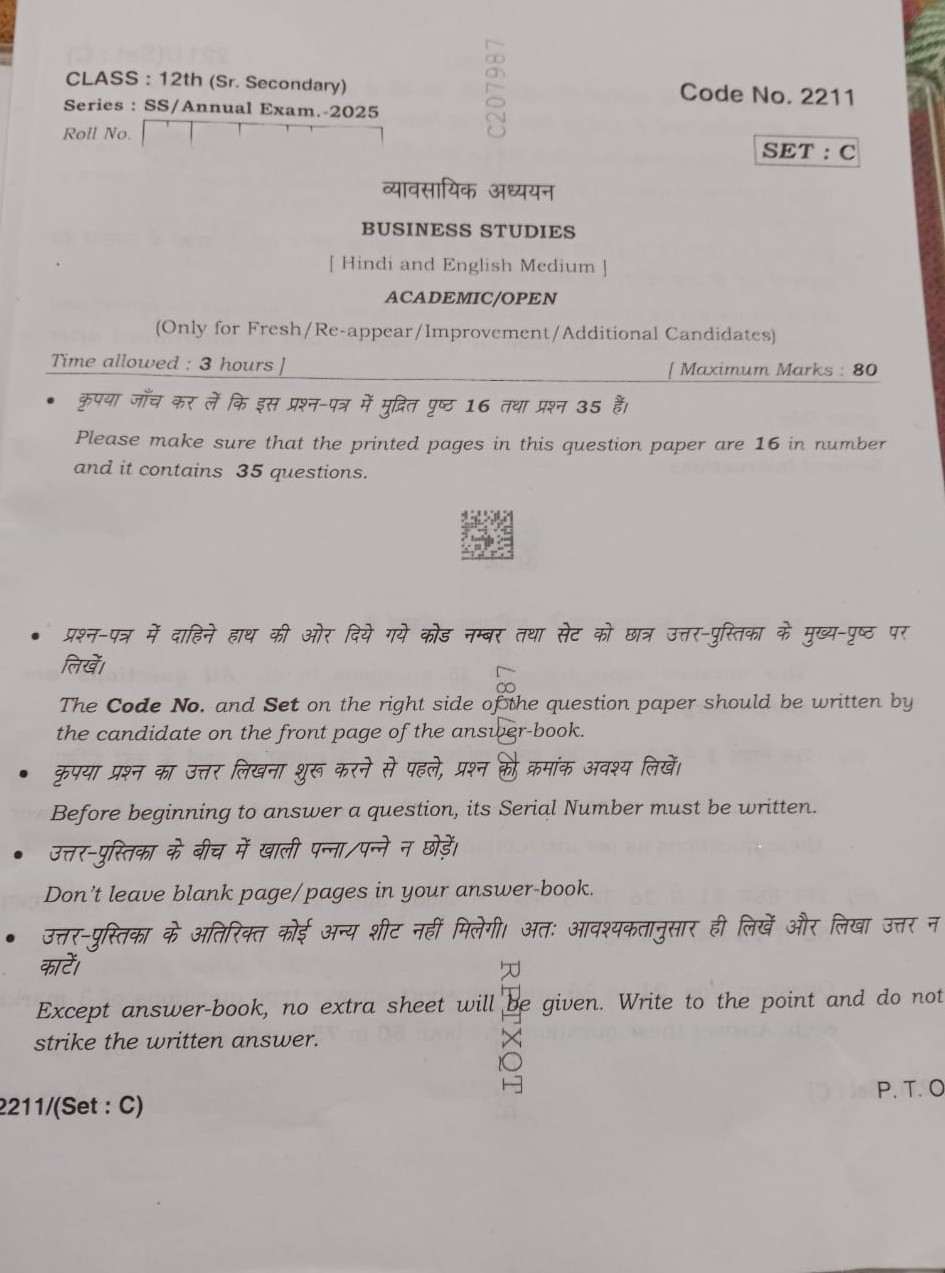 CLASS : 12th (Sr. Secondary)
Code No. 2211
Series : SS/Annual Exam.-2025
Roll No.
C207987
SET : C
व्यावसायिक अध्ययन
BUSINESS STUDIES
[ Hindi and English Medium ]
ACADEMIC/OPEN
(Only for Fresh/Re-appear/Improvement/Additional Candidates)
Time allowed : 3 hours ] [ Maximum Marks : 80
• कृपया जाँच कर लें कि इस प्रश्न-पत्र में मुद्रित पृष्ठ 16 तथा प्रश्न 35 हैं।
Please make sure that the printed pages in this question paper are 16 in number
and it contains 35 questions.
• प्रश्न-पत्र में दाहिने हाथ की ओर दिये गये कोड नम्बर तथा सेट को छात्र उत्तर-पुस्तिका के मुख्य-पृष्ठ पर
लिखें।
The Code No. and Set on the right side of the question paper should be written by
the candidate on the front page of the answer-book.
• कृपया प्रश्न का उत्तर लिखना शुरू करने से पहले, प्रश्न का क्रमांक अवश्य लिखें।
Before beginning to answer a question, its Serial Number must be written.
• उत्तर-पुस्तिका के बीच में खाली पन्ना/पन्ने न छोड़ें।
Don't leave blank page/pages in your answer-book.
• उत्तर-पुस्तिका के अतिरिक्त कोई अन्य शीट नहीं मिलेगी। अतः आवश्यकतानुसार ही लिखें और लिखा उत्तर न
काटें।
Except answer-book, no extra sheet will be given. Write to the point and do not
strike the written answer.
2211/(Set : C)
P. T. O